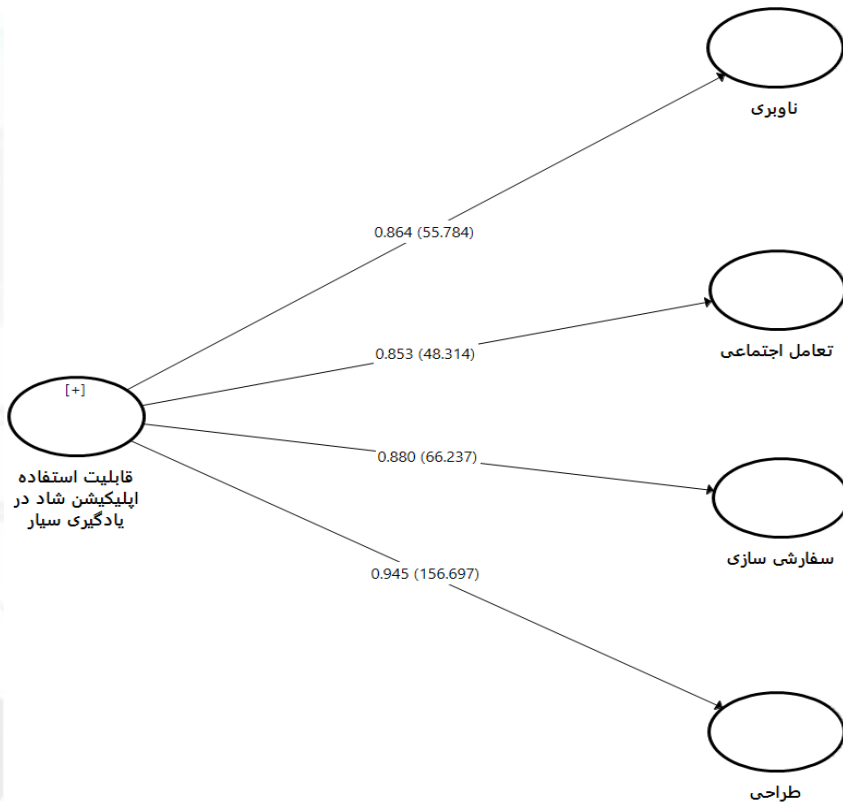 ناوبری
0.864 (55.784)
تعامل اجتماعی
0.853 (48.314)
[+]
قابلیت استفاده
اپلیکیشن شاد در
یادگیری سیار
0.880 (66.237)
سفارشی سازی
0.945 (156.697)
طراحی